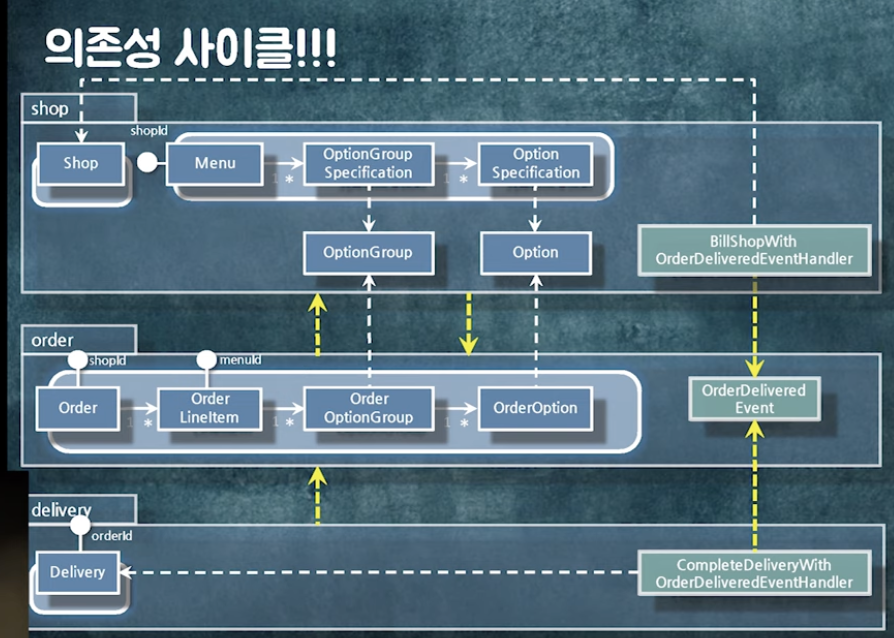 의존성 사이클!!!
shop
shopId
Shop
Menu
1
*
OptionGroup
Specification
1
*
Option
Specification
OptionGroup
Option
BillShopWith
OrderDeliveredEventHandler
order
shopId
menuId
Order
1
*
Order
LineItem
1
*
Order
OptionGroup
1
*
OrderOption
OrderDelivered
Event
delivery
orderId
Delivery
CompleteDeliveryWith
OrderDeliveredEventHandler